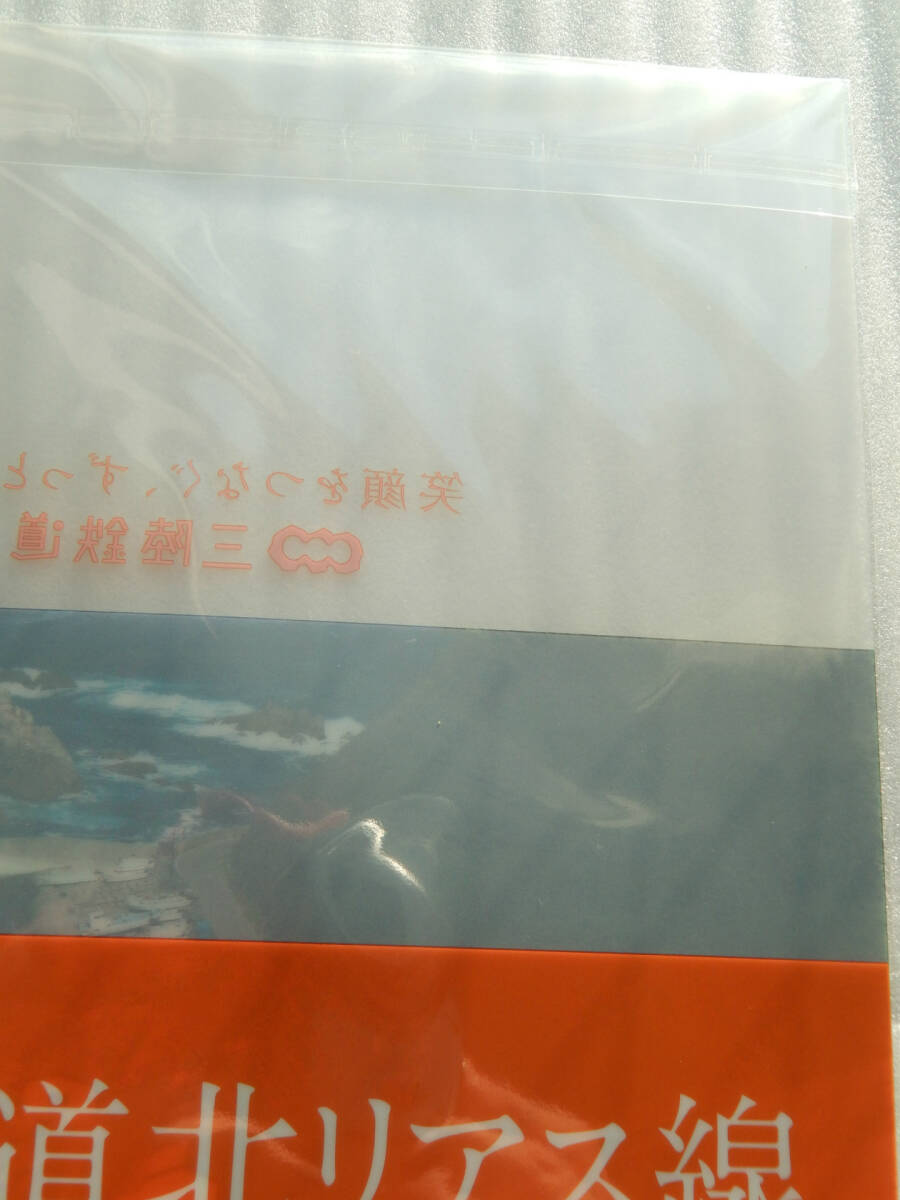 笑顔をつなぐ、ずっと
三陸鉄道
道北リアス線